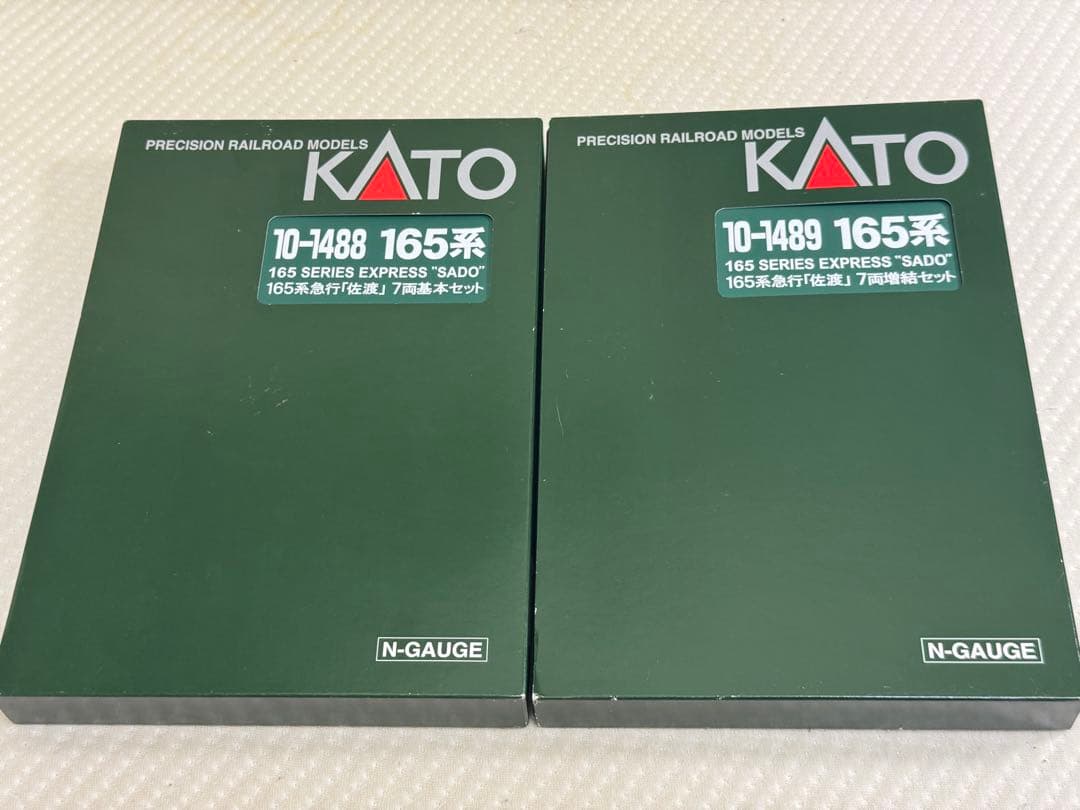 PRECISION RAILROAD MODELS
KATO
10-1488 165系
165 SERIES EXPRESS "SADO"
165系急行「佐渡」 7両基本セット
N-GAUGE
PRECISION RAILROAD MODELS
KATO
10-1489 165系
165 SERIES EXPRESS "SADO"
165系急行「佐渡」 7両増結セット
N-GAUGE